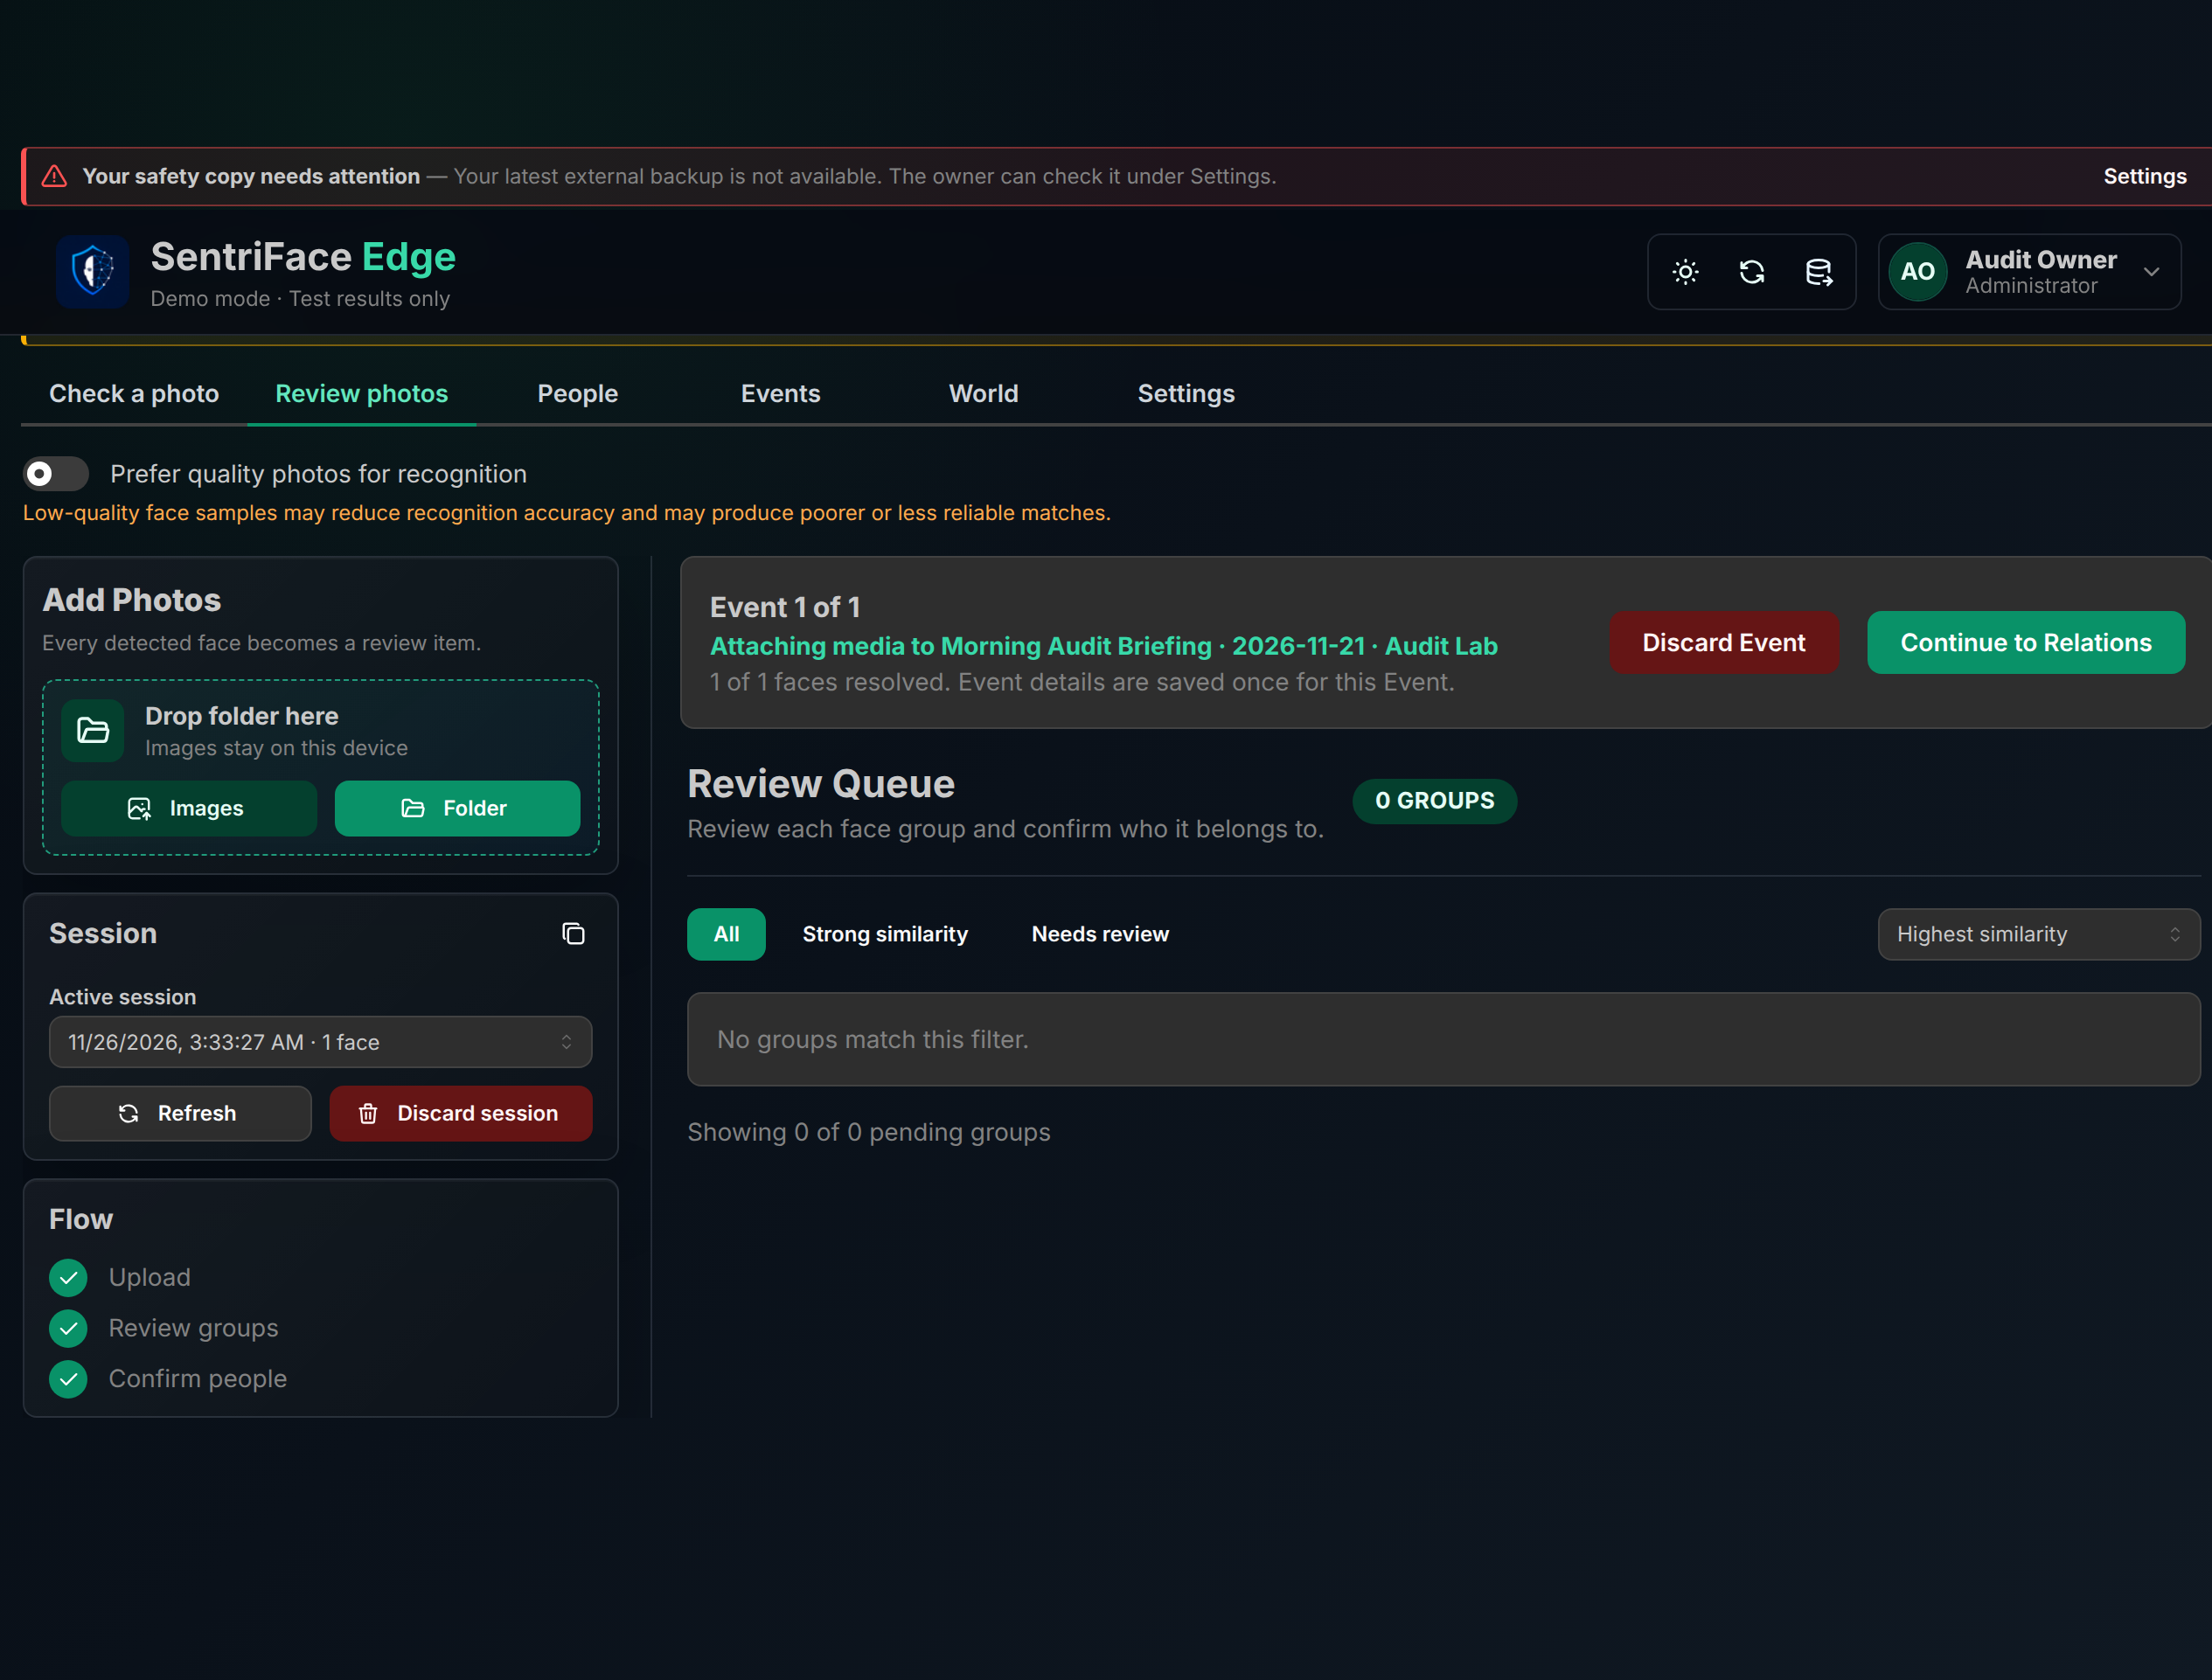 Your safety copy needs attention — Your latest external backup is not available. The owner can check it under Settings.
Settings
SentriFace Edge
Demo mode · Test results only
AO
Audit Owner
Administrator
Check a photo
Review photos
People
Events
World
Settings
Prefer quality photos for recognition
Low-quality face samples may reduce recognition accuracy and may produce poorer or less reliable matches.
Add Photos
Every detected face becomes a review item.
Drop folder here
Images stay on this device
Images
Folder
Session
Active session
11/26/2026, 3:33:27 AM · 1 face
Refresh
Discard session
Flow
Upload
Review groups
Confirm people
Event 1 of 1
Attaching media to Morning Audit Briefing · 2026-11-21 · Audit Lab
1 of 1 faces resolved. Event details are saved once for this Event.
Discard Event
Continue to Relations
Review Queue
Review each face group and confirm who it belongs to.
0 GROUPS
All
Strong similarity
Needs review
Highest similarity
No groups match this filter.
Showing 0 of 0 pending groups